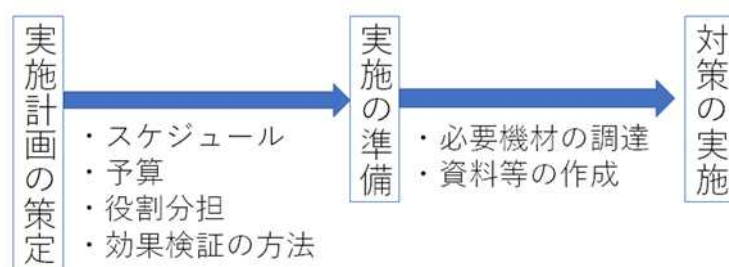 実施計画の策定
・スケジュール
・予算
・役割分担
・効果検証の方法
実施の準備
・必要機材の調達
・資料等の作成
対策の実施